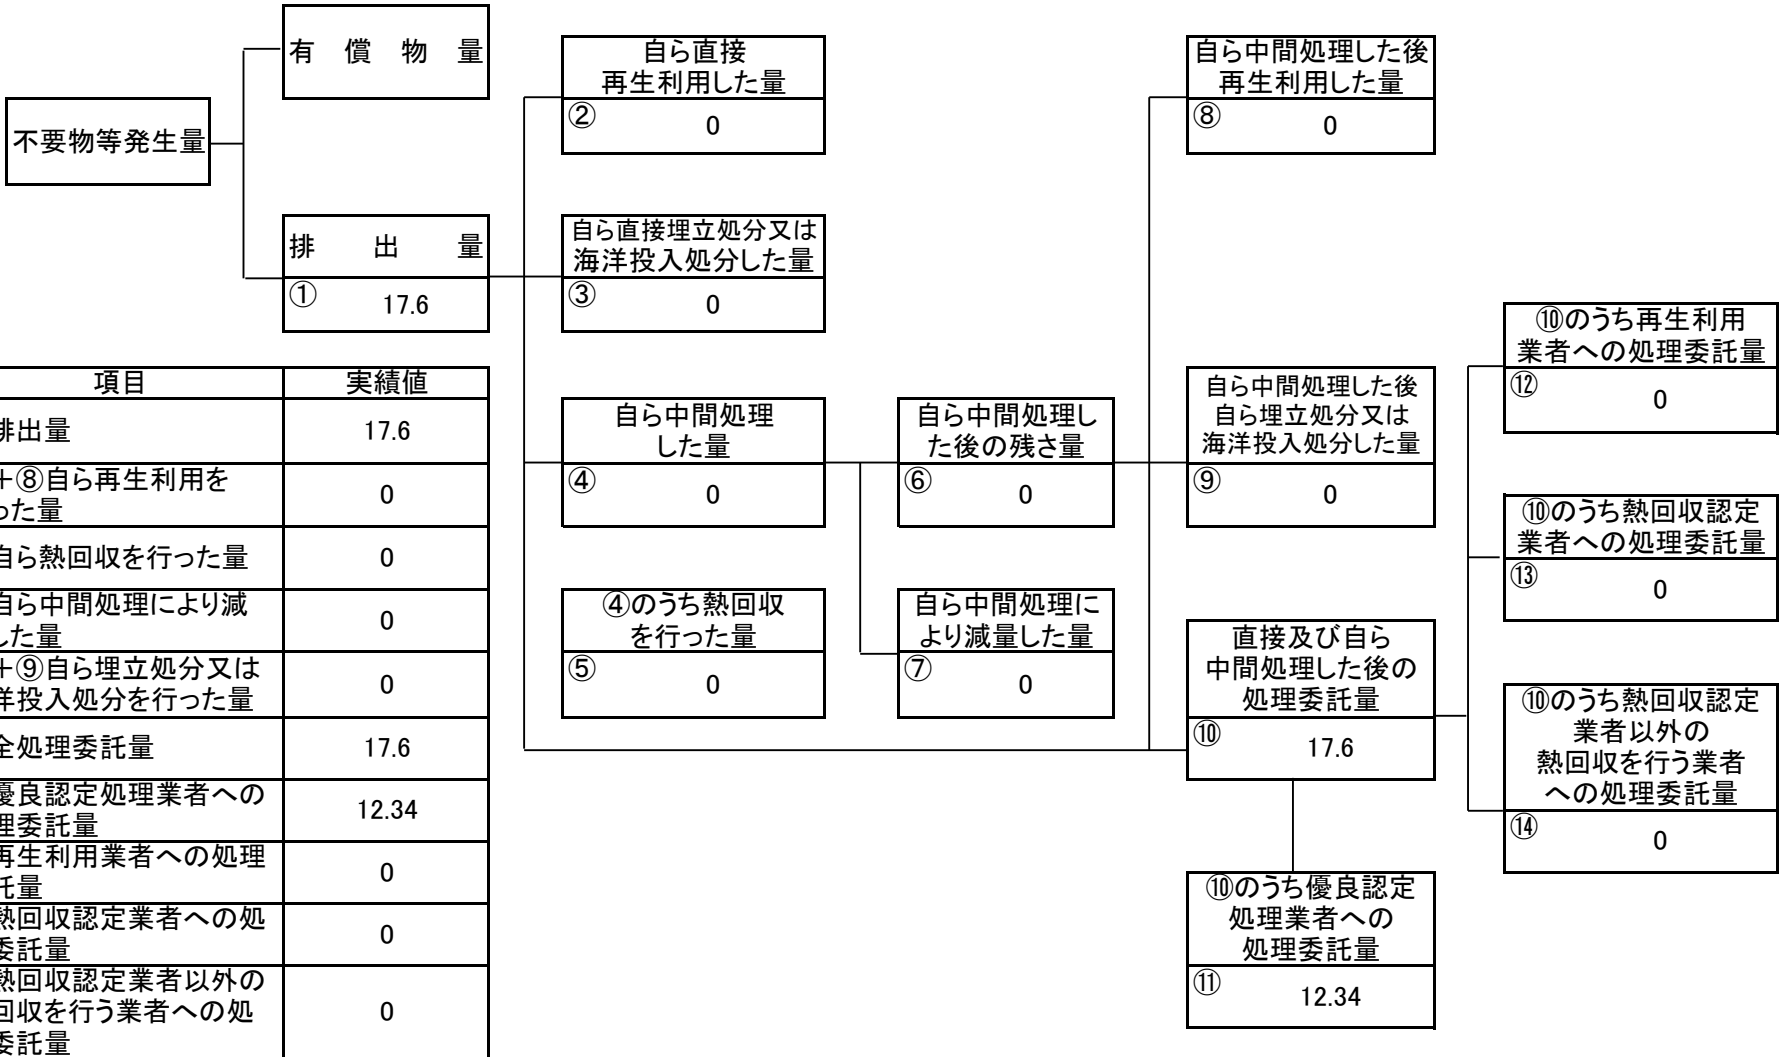 有償物量
不要物等発生量
排出量
① 17.6
自ら直接
再生利用した量
② 0
自ら直接埋立処分又は
海洋投入処分した量
③ 0
自ら中間処理
した量
④ 0
④のうち熱回収
を行った量
⑤ 0
自ら中間処理し
た後の残さ量
⑥ 0
自ら中間処理に
より減量した量
⑦ 0
自ら中間処理した後
再生利用した量
⑧ 0
自ら中間処理した後
自ら埋立処分又は
海洋投入処分した量
⑨ 0
直接及び自ら
中間処理した後の
処理委託量
⑩ 17.6
⑩のうち優良認定
処理業者への
処理委託量
⑪ 12.34
⑩のうち再生利用
業者への処理委託量
⑫ 0
⑩のうち熱回収認定
業者への処理委託量
⑬ 0
⑩のうち熱回収認定
業者以外の
熱回収を行う業者
への処理委託量
⑭ 0
項目 実績値
排出量 17.6
+⑧自ら再生利用を
った量 0
自ら熱回収を行った量 0
自ら中間処理により減
した量 0
+⑨自ら埋立処分又は
洋投入処分を行った量 0
全処理委託量 17.6
優良認定処理業者への
理委託量 12.34
再生利用業者への処理
託量 0
熱回収認定業者への処
委託量 0
熱回収認定業者以外の
回収を行う業者への処
委託量 0